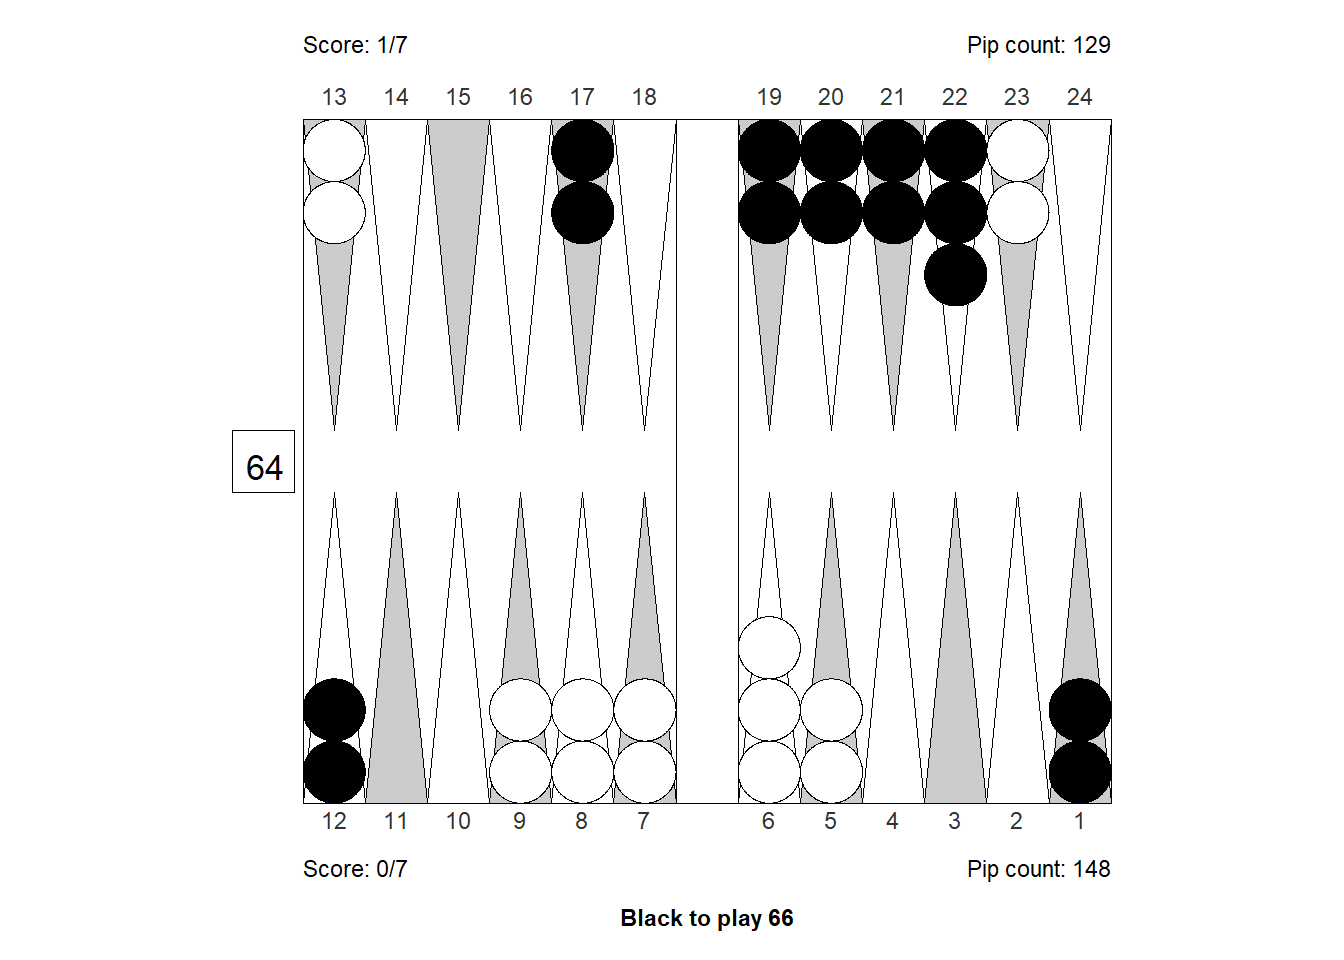 Score: 1/7 Pip count: 129
13 14 15 16 17 18 19 20 21 22 23 24
64
12 11 10 9 8 7 6 5 4 3 2 1
Score: 0/7 Pip count: 148
Black to play 66